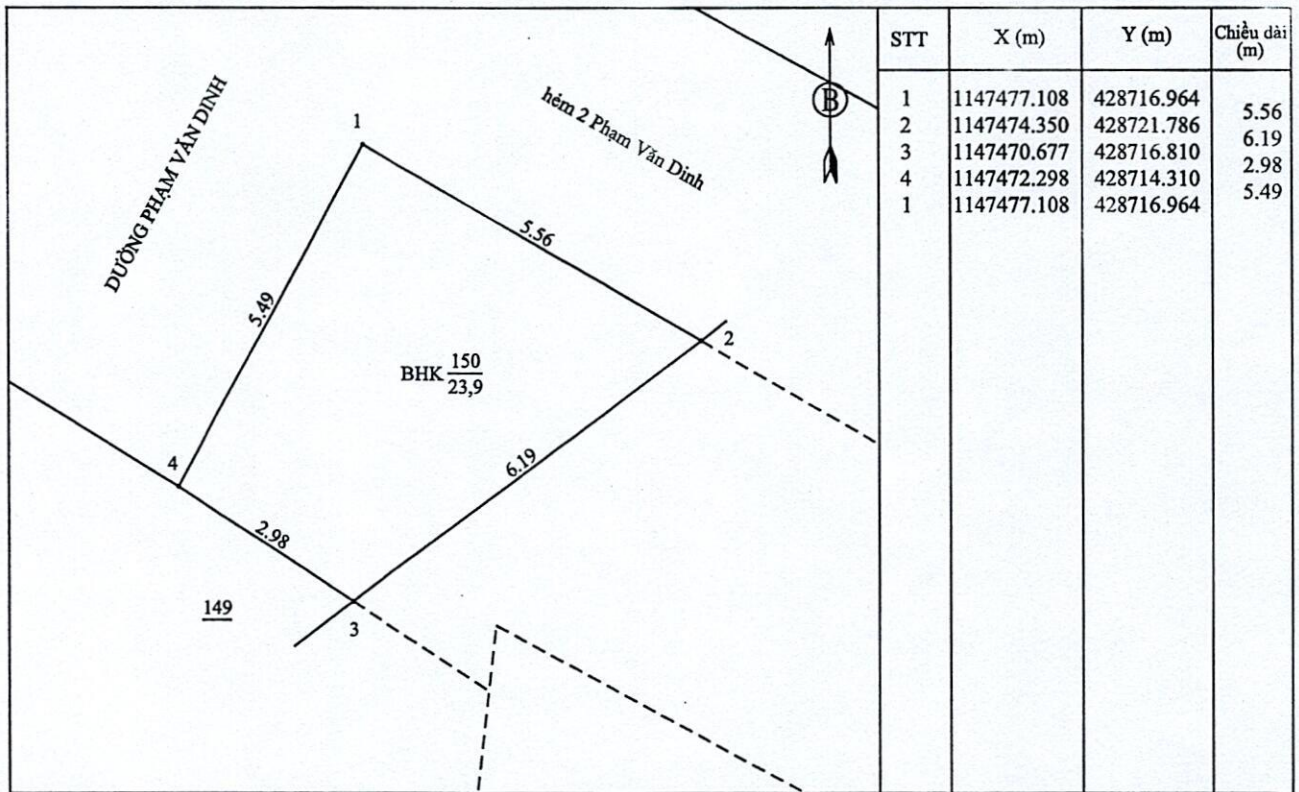 DƯỜNG PHẠM VĂN DINH
hẻm 2 Phạm Văn Dinh
B
1
5.56
5.49
2
BHK 150
23,9
6.19
4
2.98
149
3
STT X (m) Y (m) Chiều dài
(m)
1 1147477.108 428716.964
5.56
2 1147474.350 428721.786
6.19
3 1147470.677 428716.810
2.98
4 1147472.298 428714.310
5.49
1 1147477.108 428716.964